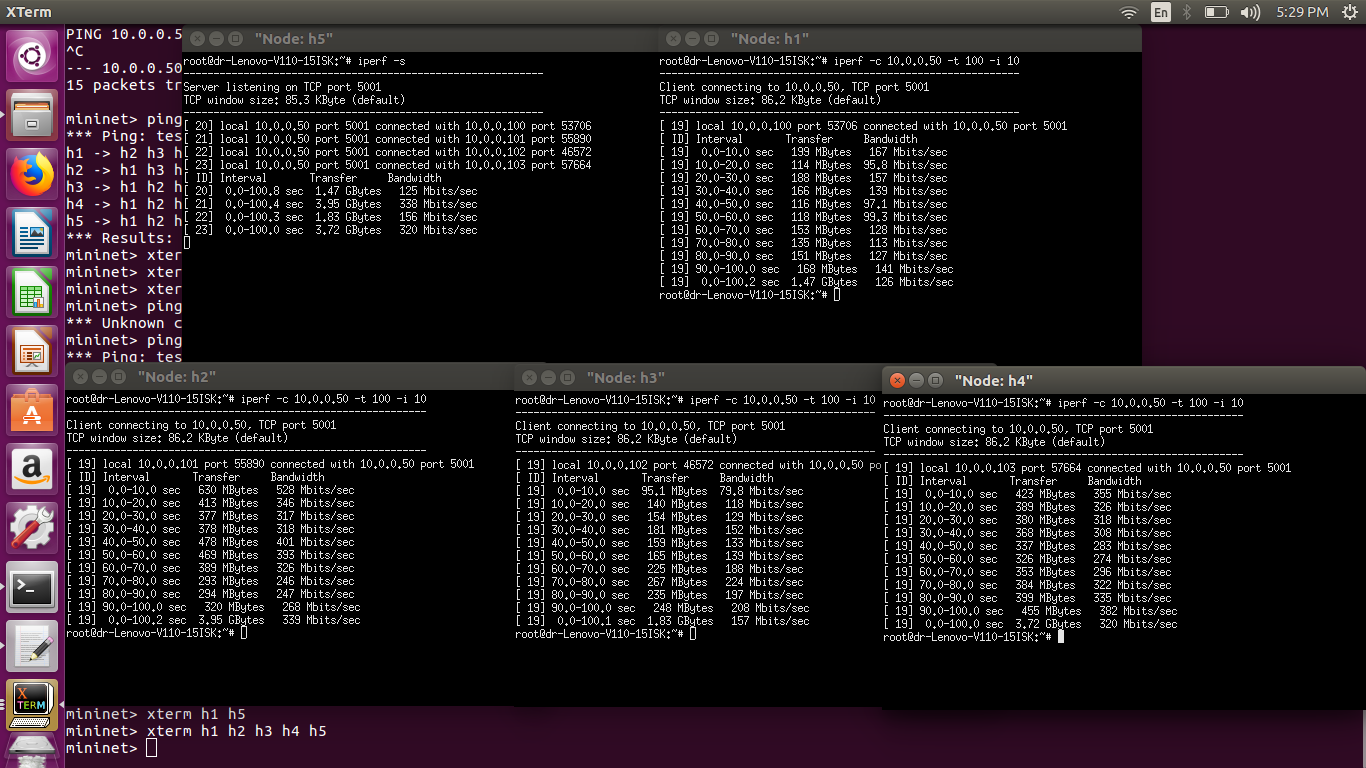 XTerm
En
5:29 PM
PING 10.0.0.5
^C
--- 10.0.0.50
15 packets tr
mininet> ping
*** Ping: tes
h1 -> h2 h3 h
h2 -> h1 h3 h
h3 -> h1 h2 h
h4 -> h1 h2 h
h5 -> h1 h2 h
*** Results:
mininet> xter
mininet> xter
mininet> xter
mininet> ping
*** Unknown c
mininet> ping
*** Ping: tes
"Node: h5"
root@dr-Lenovo-V110-15ISK:~# iperf -s
------------------------------------------------------------
Server listening on TCP port 5001
TCP window size: 85.3 KByte (default)
------------------------------------------------------------
[ 20] local 10.0.0.50 port 5001 connected with 10.0.0.100 port 53706
[ 21] local 10.0.0.50 port 5001 connected with 10.0.0.101 port 55890
[ 22] local 10.0.0.50 port 5001 connected with 10.0.0.102 port 46572
[ 23] local 10.0.0.50 port 5001 connected with 10.0.0.103 port 57664
[ ID] Interval       Transfer     Bandwidth
[ 20]  0.0-100.8 sec  1.47 GBytes   125 Mbits/sec
[ 21]  0.0-100.4 sec  3.95 GBytes   338 Mbits/sec
[ 22]  0.0-100.3 sec  1.83 GBytes   156 Mbits/sec
[ 23]  0.0-100.0 sec  3.72 GBytes   320 Mbits/sec
"Node: h1"
root@dr-Lenovo-V110-15ISK:~# iperf -c 10.0.0.50 -t 100 -i 10
------------------------------------------------------------
Client connecting to 10.0.0.50, TCP port 5001
TCP window size: 86.2 KByte (default)
------------------------------------------------------------
[ 19] local 10.0.0.100 port 53706 connected with 10.0.0.50 port 5001
[ ID] Interval       Transfer     Bandwidth
[ 19]  0.0-10.0 sec   199 MBytes   167 Mbits/sec
[ 19] 10.0-20.0 sec   114 MBytes  95.8 Mbits/sec
[ 19] 20.0-30.0 sec   188 MBytes   157 Mbits/sec
[ 19] 30.0-40.0 sec   166 MBytes   139 Mbits/sec
[ 19] 40.0-50.0 sec   116 MBytes  97.1 Mbits/sec
[ 19] 50.0-60.0 sec   118 MBytes  99.3 Mbits/sec
[ 19] 60.0-70.0 sec   153 MBytes   128 Mbits/sec
[ 19] 70.0-80.0 sec   135 MBytes   113 Mbits/sec
[ 19] 80.0-90.0 sec   151 MBytes   127 Mbits/sec
[ 19] 90.0-100.0 sec   168 MBytes   141 Mbits/sec
[ 19]  0.0-100.2 sec  1.47 GBytes   126 Mbits/sec
root@dr-Lenovo-V110-15ISK:~#
"Node: h2"
root@dr-Lenovo-V110-15ISK:~# iperf -c 10.0.0.50 -t 100 -i 10
------------------------------------------------------------
Client connecting to 10.0.0.50, TCP port 5001
TCP window size: 86.2 KByte (default)
------------------------------------------------------------
[ 19] local 10.0.0.101 port 55890 connected with 10.0.0.50 port 5001
[ ID] Interval       Transfer     Bandwidth
[ 19]  0.0-10.0 sec   630 MBytes   528 Mbits/sec
[ 19] 10.0-20.0 sec   413 MBytes   346 Mbits/sec
[ 19] 20.0-30.0 sec   377 MBytes   317 Mbits/sec
[ 19] 30.0-40.0 sec   378 MBytes   318 Mbits/sec
[ 19] 40.0-50.0 sec   478 MBytes   401 Mbits/sec
[ 19] 50.0-60.0 sec   469 MBytes   393 Mbits/sec
[ 19] 60.0-70.0 sec   389 MBytes   326 Mbits/sec
[ 19] 70.0-80.0 sec   293 MBytes   246 Mbits/sec
[ 19] 80.0-90.0 sec   294 MBytes   247 Mbits/sec
[ 19] 90.0-100.0 sec   320 MBytes   268 Mbits/sec
[ 19]  0.0-100.2 sec  3.95 GBytes   339 Mbits/sec
root@dr-Lenovo-V110-15ISK:~#
"Node: h3"
root@dr-Lenovo-V110-15ISK:~# iperf -c 10.0.0.50 -t 100 -i 10
------------------------------------------------------------
Client connecting to 10.0.0.50, TCP port 5001
TCP window size: 86.2 KByte (default)
------------------------------------------------------------
[ 19] local 10.0.0.102 port 46572 connected with 10.0.0.50 po
[ ID] Interval       Transfer     Bandwidth
[ 19]  0.0-10.0 sec  95.1 MBytes  79.8 Mbits/sec
[ 19] 10.0-20.0 sec   140 MBytes   118 Mbits/sec
[ 19] 20.0-30.0 sec   154 MBytes   129 Mbits/sec
[ 19] 30.0-40.0 sec   181 MBytes   152 Mbits/sec
[ 19] 40.0-50.0 sec   159 MBytes   133 Mbits/sec
[ 19] 50.0-60.0 sec   165 MBytes   139 Mbits/sec
[ 19] 60.0-70.0 sec   225 MBytes   188 Mbits/sec
[ 19] 70.0-80.0 sec   267 MBytes   224 Mbits/sec
[ 19] 80.0-90.0 sec   235 MBytes   197 Mbits/sec
[ 19] 90.0-100.0 sec   248 MBytes   208 Mbits/sec
[ 19]  0.0-100.1 sec  1.83 GBytes   157 Mbits/sec
root@dr-Lenovo-V110-15ISK:~#
"Node: h4"
root@dr-Lenovo-V110-15ISK:~# iperf -c 10.0.0.50 -t 100 -i 10
------------------------------------------------------------
Client connecting to 10.0.0.50, TCP port 5001
TCP window size: 86.2 KByte (default)
------------------------------------------------------------
[ 19] local 10.0.0.103 port 57664 connected with 10.0.0.50 port 5001
[ ID] Interval       Transfer     Bandwidth
[ 19]  0.0-10.0 sec   423 MBytes   355 Mbits/sec
[ 19] 10.0-20.0 sec   389 MBytes   326 Mbits/sec
[ 19] 20.0-30.0 sec   380 MBytes   318 Mbits/sec
[ 19] 30.0-40.0 sec   368 MBytes   308 Mbits/sec
[ 19] 40.0-50.0 sec   337 MBytes   283 Mbits/sec
[ 19] 50.0-60.0 sec   326 MBytes   274 Mbits/sec
[ 19] 60.0-70.0 sec   353 MBytes   296 Mbits/sec
[ 19] 70.0-80.0 sec   384 MBytes   322 Mbits/sec
[ 19] 80.0-90.0 sec   399 MBytes   335 Mbits/sec
[ 19] 90.0-100.0 sec   455 MBytes   382 Mbits/sec
[ 19]  0.0-100.0 sec  3.72 GBytes   320 Mbits/sec
root@dr-Lenovo-V110-15ISK:~#
X
TERM
mininet> xterm h1 h5
mininet> xterm h1 h2 h3 h4 h5
mininet>